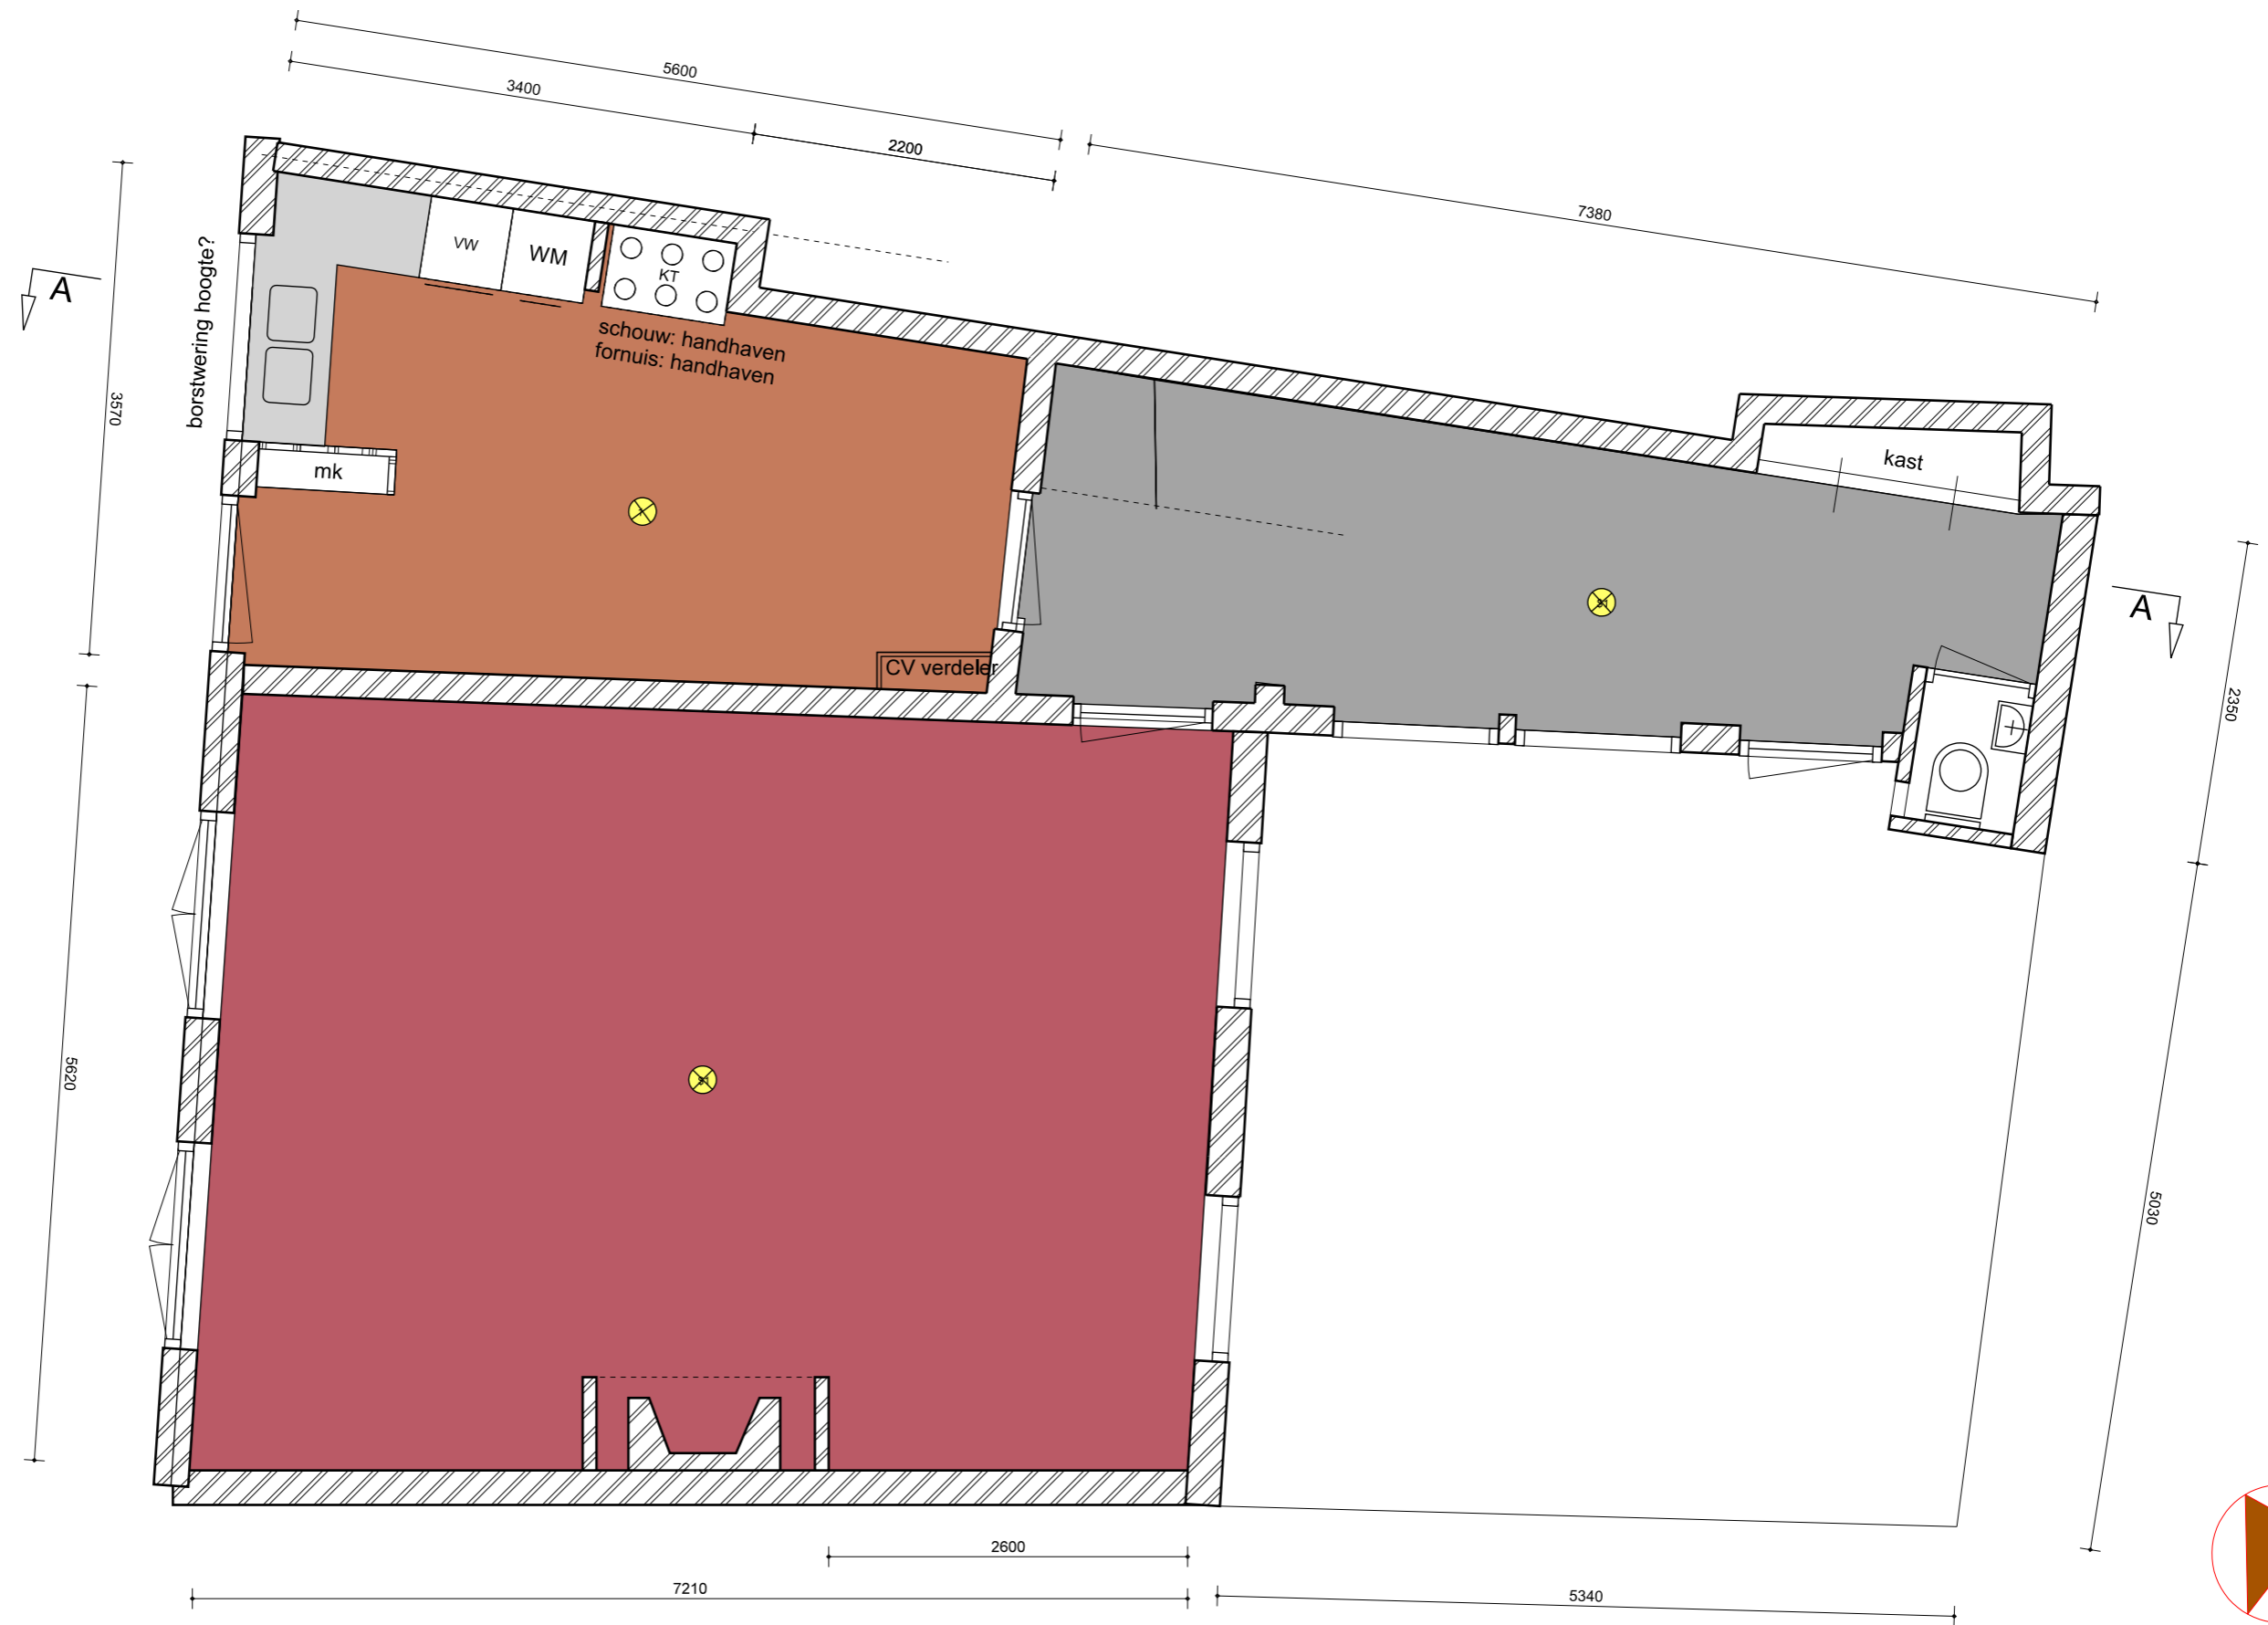 5600
3400
2200
7380
A
borstwering hoogte?
VW
WM
KT
schouw: handhaven
fornuis: handhaven
3570
mk
kast
A
CV verdeler
2350
5620
5030
2600
7210
5340